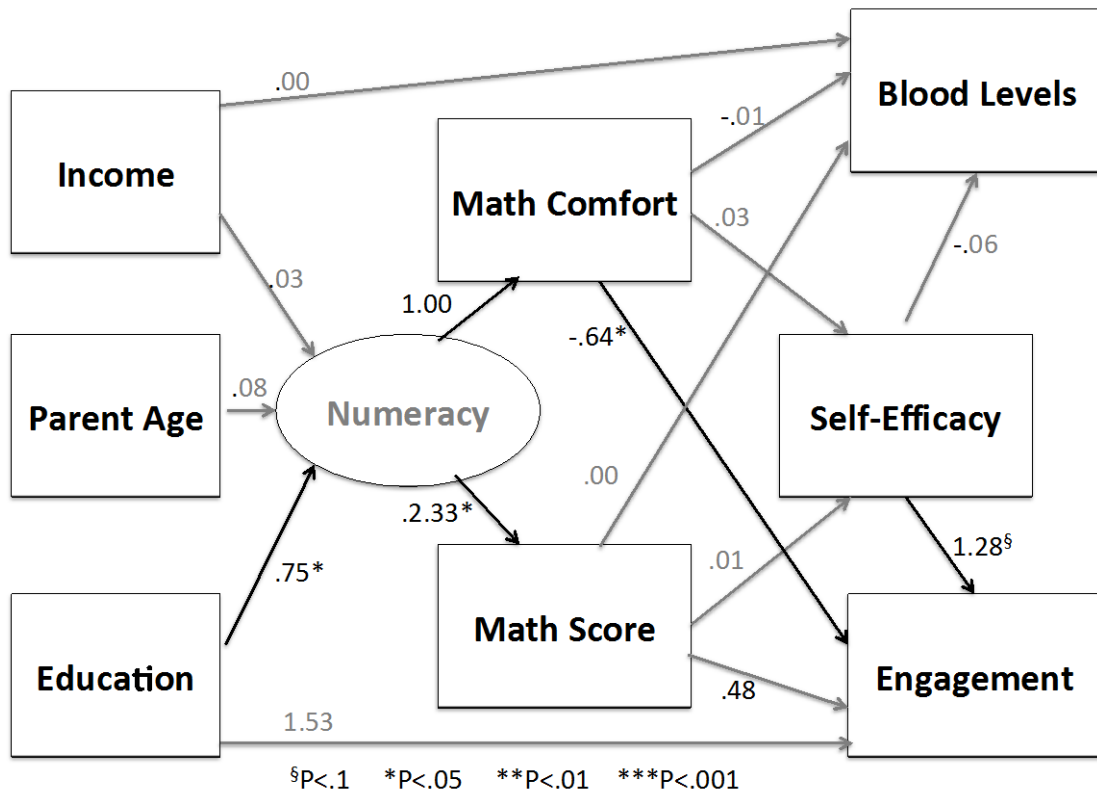 .00
Blood Levels
-.01
Income
Math Comfort
.03
-.06
.03
1.00
-.64*
.08
Parent Age
Numeracy
Self-Efficacy
.00
.2.33*
.75*
.01
1.28§
Math Score
Education
.48
Engagement
1.53
§P<.1 *P<.05 **P<.01 ***P<.001